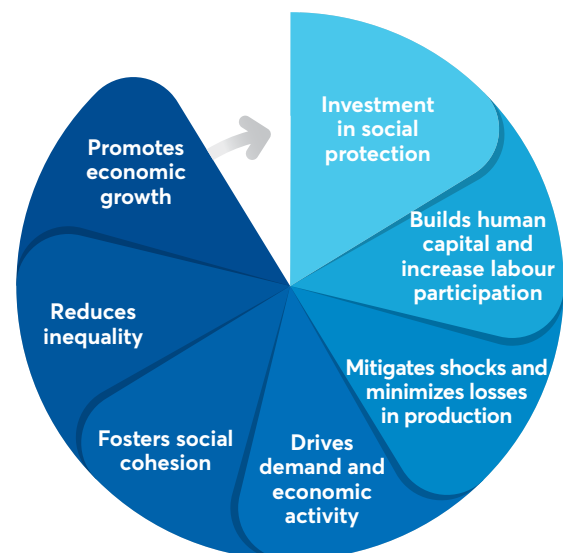 Investment
in social
protection
Builds human
capital and
increase labour
participation
Mitigates shocks and
minimizes losses
in production
Drives
demand and
economic
activity
Fosters social
cohesion
Reduces
inequality
Promotes
economic
growth